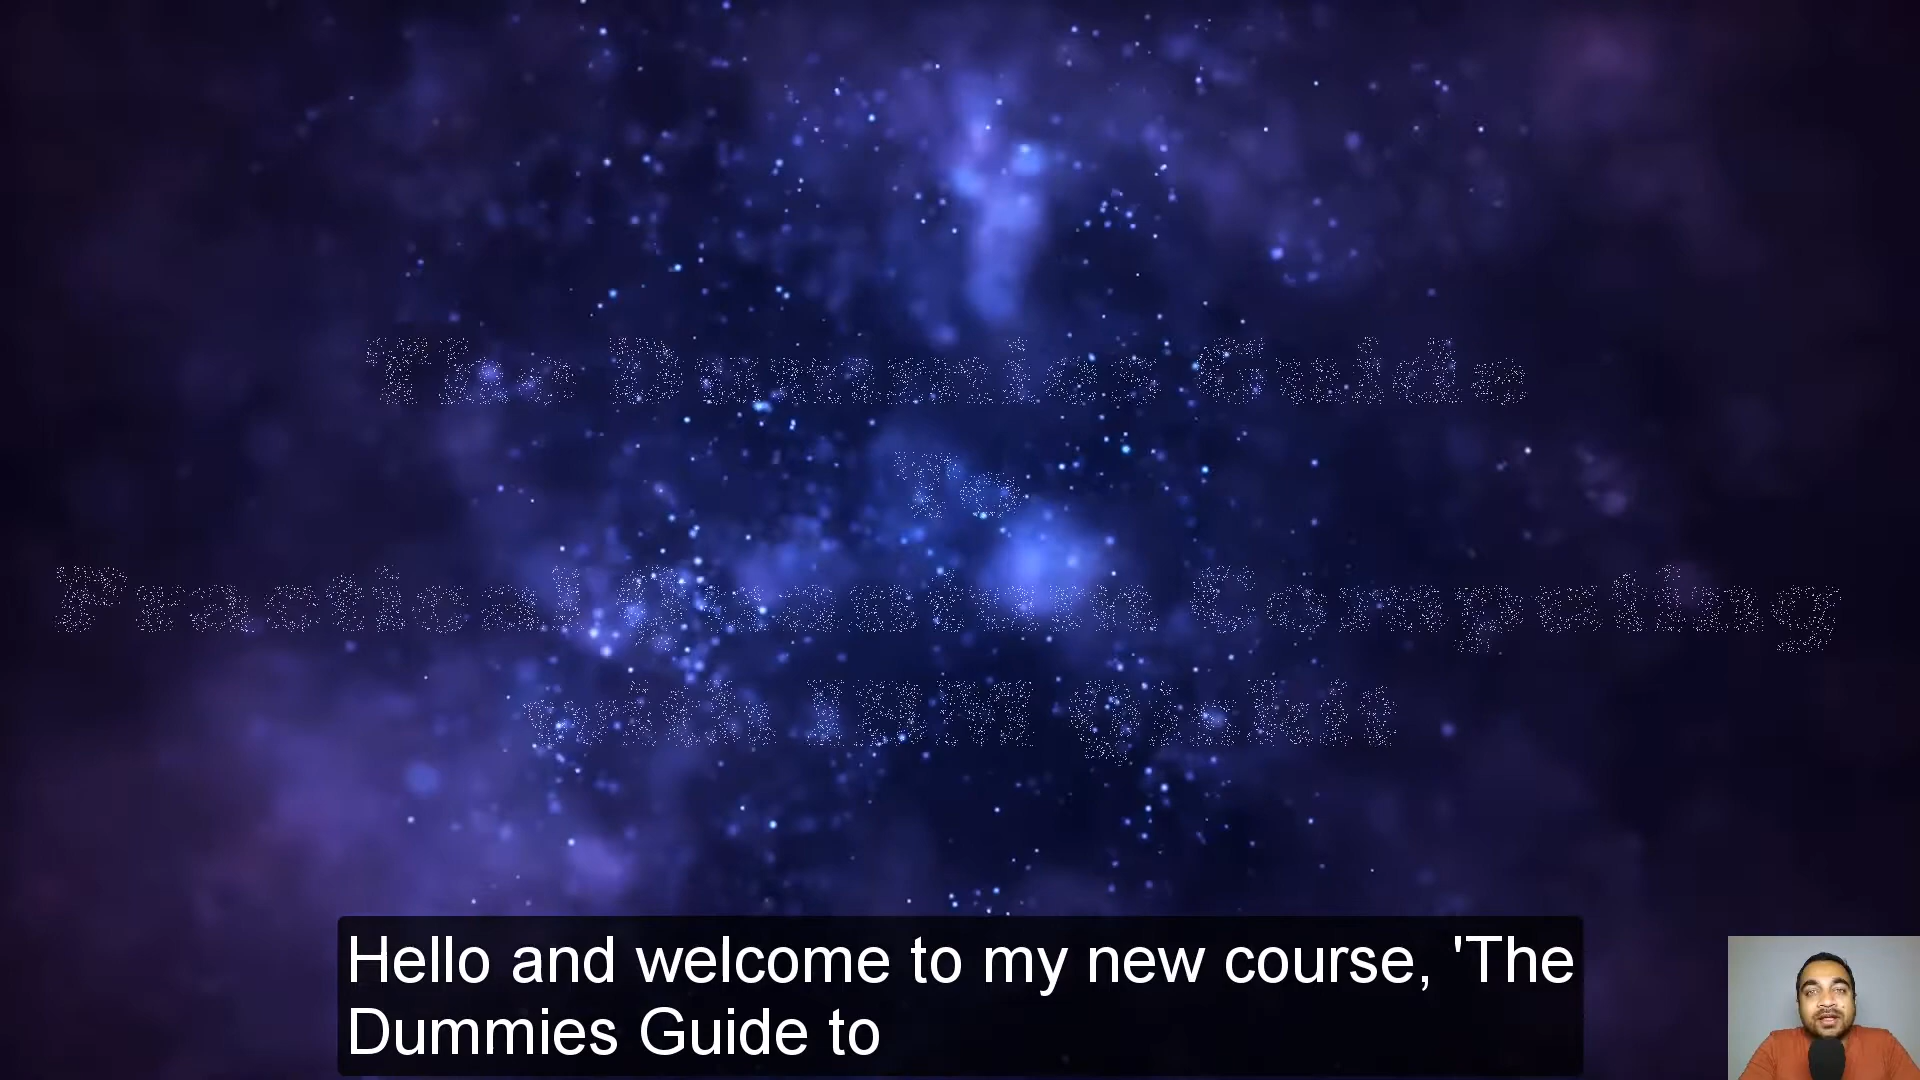 The Dummies Guide
To
Practical Quantum Computing
with IBM Qiskit
Hello and welcome to my new course, 'The
Dummies Guide to